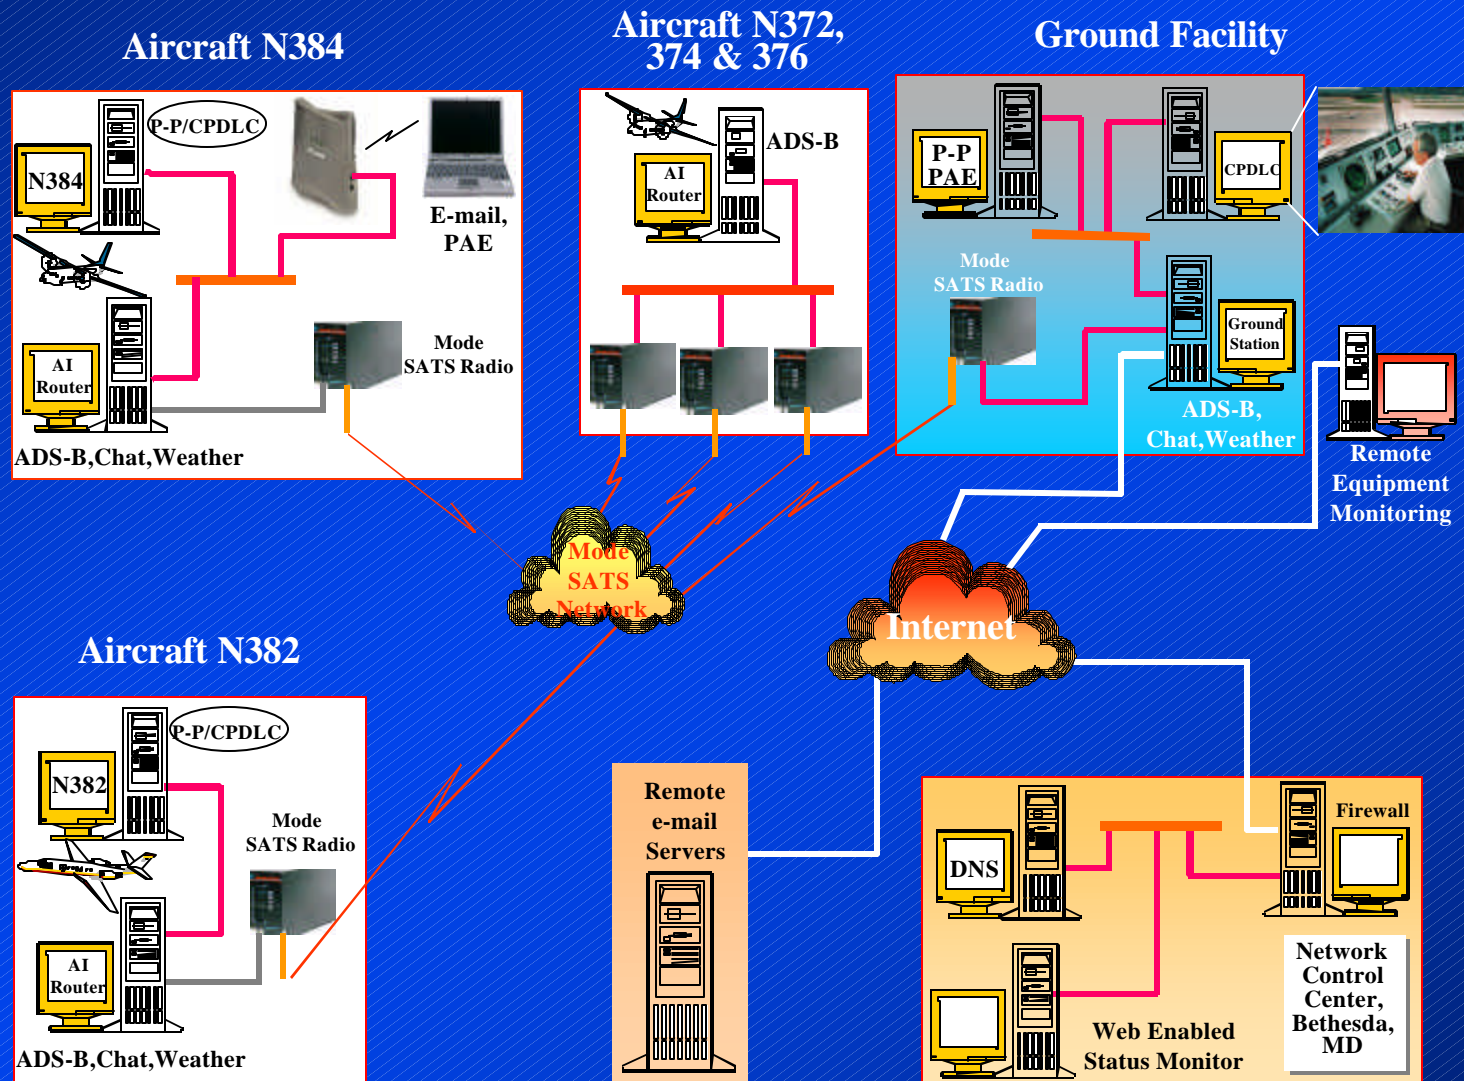 Aircraft N384
Aircraft N372,
374 & 376
Ground Facility
P-P/CPDLC
N384
E-mail,
PAE
AI
Router
Mode
SATS Radio
ADS-B,Chat,Weather
ADS-B
AI
Router
P-P
PAE
CPDLC
Mode
SATS Radio
Ground
Station
ADS-B,
Chat,Weather
Remote
Equipment
Monitoring
Mode
SATS
Network
Internet
Aircraft N382
P-P/CPDLC
N382
Mode
SATS Radio
AI
Router
ADS-B,Chat,Weather
Remote
e-mail
Servers
Firewall
DNS
Web Enabled
Status Monitor
Network
Control
Center,
Bethesda,
MD